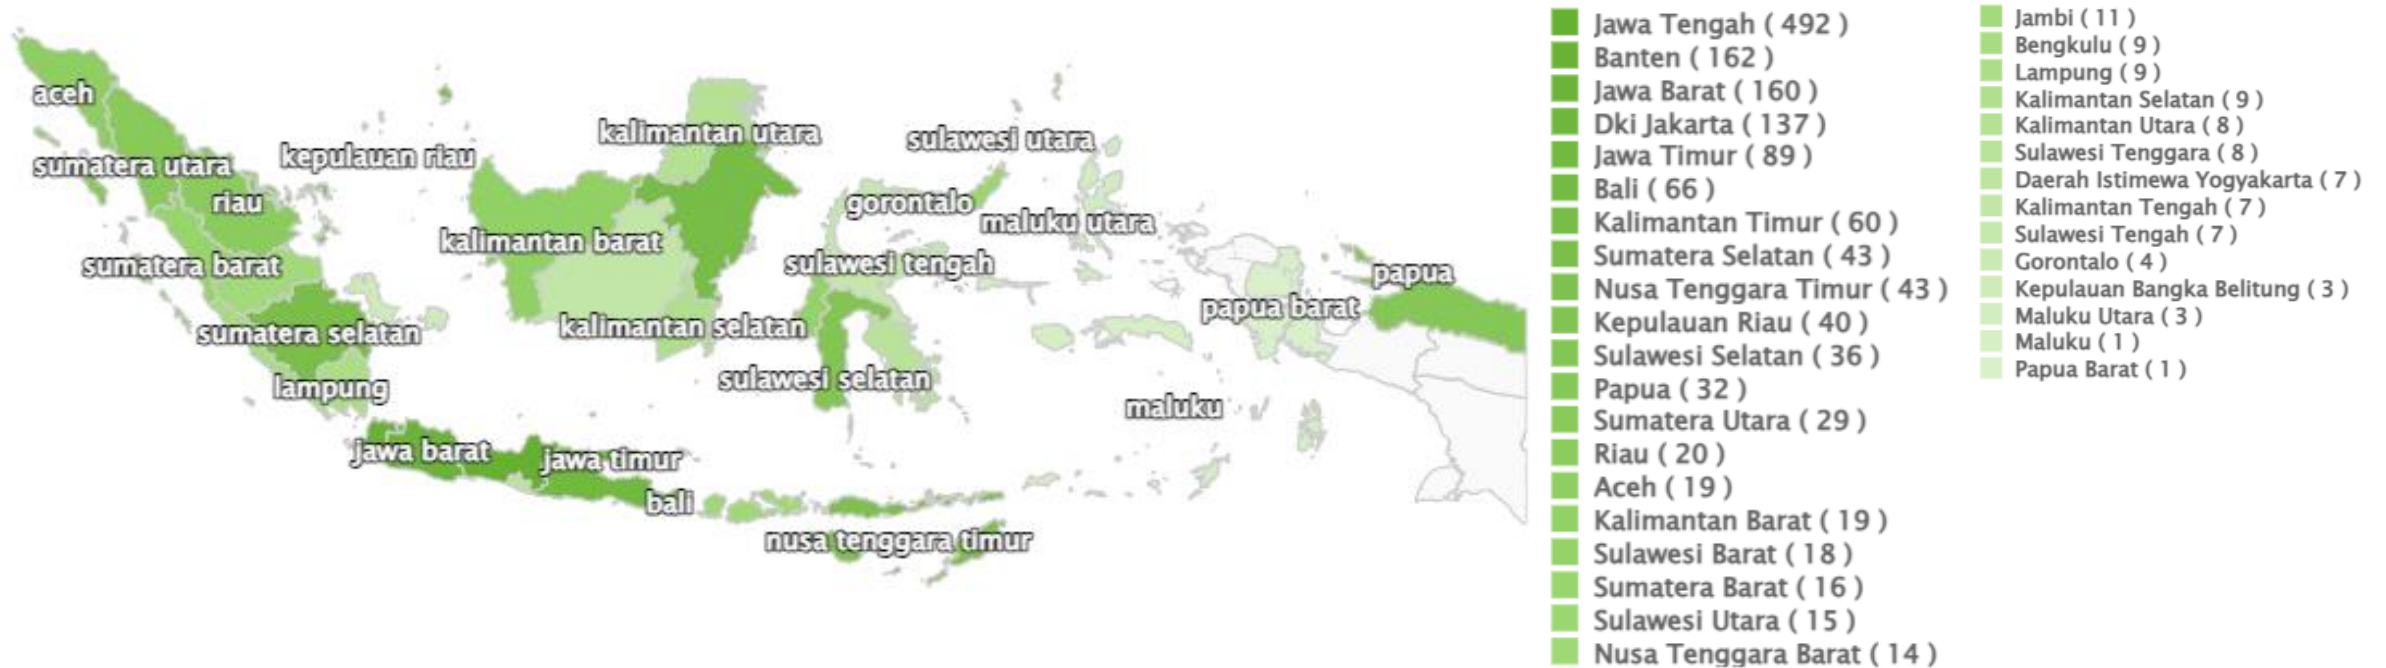 aceh
sumatera utara
kepulauan riau
riau
sumatera barat
sumatera selatan
lampung
kalimantan utara
kalimantan barat
kalimantan selatan
sulawesi utara
gorontalo
maluku utara
sulawesi tengah
sulawesi selatan
papua
papua barat
maluku
jawa barat
jawa timur
bali
nusa tenggara timur
Jawa Tengah ( 492 )
Banten ( 162 )
Jawa Barat ( 160 )
Dki Jakarta ( 137 )
Jawa Timur ( 89 )
Bali ( 66 )
Kalimantan Timur ( 60 )
Sumatera Selatan ( 43 )
Nusa Tenggara Timur ( 43 )
Kepulauan Riau ( 40 )
Sulawesi Selatan ( 36 )
Papua ( 32 )
Sumatera Utara ( 29 )
Riau ( 20 )
Aceh ( 19 )
Kalimantan Barat ( 19 )
Sulawesi Barat ( 18 )
Sumatera Barat ( 16 )
Sulawesi Utara ( 15 )
Nusa Tenggara Barat ( 14 )
Jambi ( 11 )
Bengkulu ( 9 )
Lampung ( 9 )
Kalimantan Selatan ( 9 )
Kalimantan Utara ( 8 )
Sulawesi Tenggara ( 8 )
Daerah Istimewa Yogyakarta ( 7 )
Kalimantan Tengah ( 7 )
Sulawesi Tengah ( 7 )
Gorontalo ( 4 )
Kepulauan Bangka Belitung ( 3 )
Maluku Utara ( 3 )
Maluku ( 1 )
Papua Barat ( 1 )